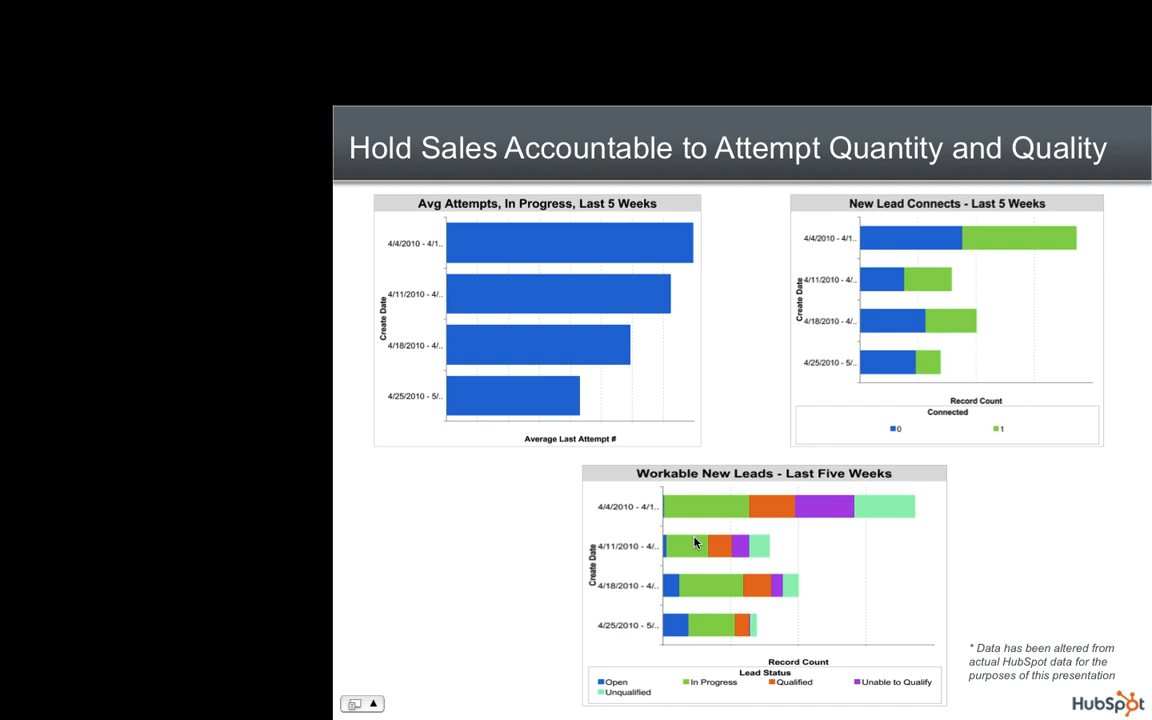 Hold Sales Accountable to Attempt Quantity and Quality
Avg Attempts, In Progress, Last 5 Weeks
Create Date
4/4/2010 - 4/1..
4/11/2010 - 4/..
4/18/2010 - 4/..
4/25/2010 - 5/..
Average Last Attempt #
New Lead Connects - Last 5 Weeks
Create Date
4/4/2010 - 4/1..
4/11/2010 - 4/..
4/18/2010 - 4/..
4/25/2010 - 5/..
Record Count
Connected
0 1
Workable New Leads - Last Five Weeks
Create Date
4/4/2010 - 4/1..
4/11/2010 - 4/..
4/18/2010 - 4/..
4/25/2010 - 5/..
Record Count
Lead Status
Open In Progress Qualified Unable to Qualify
Unqualified
* Data has been altered from
actual HubSpot data for the
purposes of this presentation
HubSpot